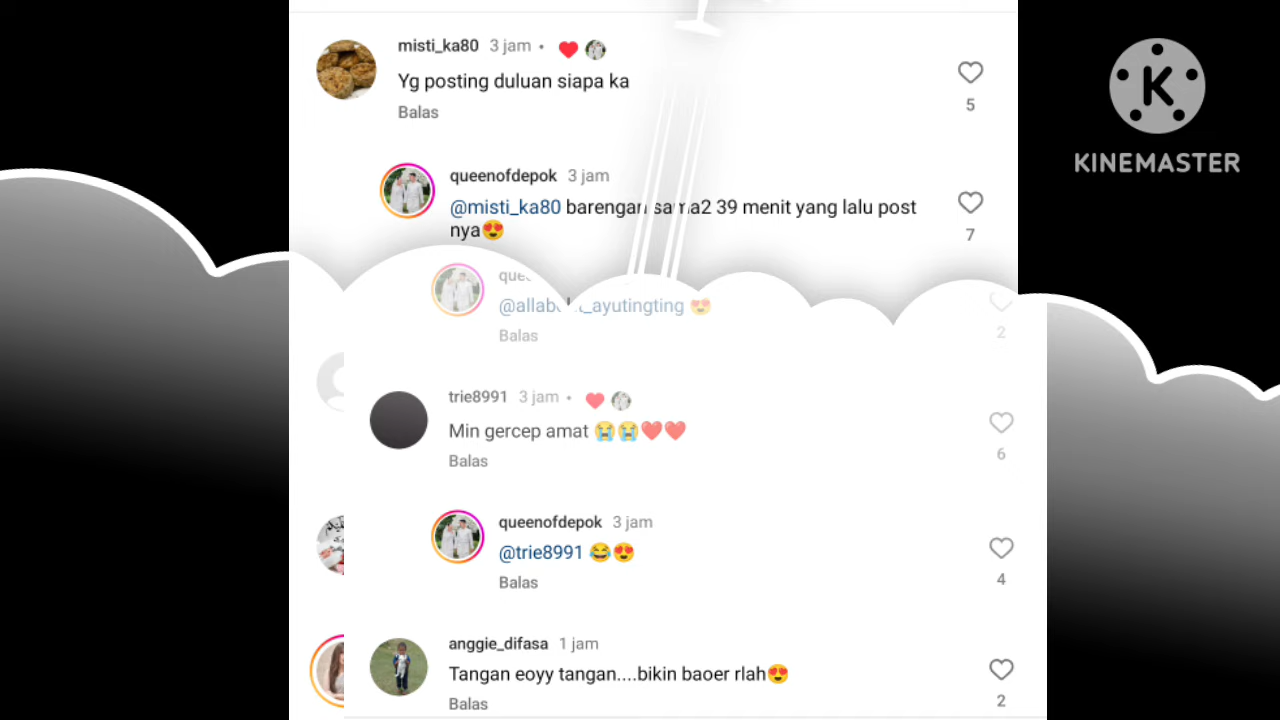 misti_ka80 3 jam •
Yg posting duluan siapa ka
5
Balas
queenofdepok 3 jam
@misti_ka80 barengan sama2 39 menit yang lalu post
7
nya😍
@allab ayutingting 😍
2
Balas
trie8991 3 jam •
Min gercep amat 😭😭❤️❤️
6
Balas
queenofdepok 3 jam
@trie8991 😂😍
4
Balas
anggie_difasa 1 jam
Tangan eoyy tangan....bikin baoer rlah😍
2
Balas
K
KINEMASTER